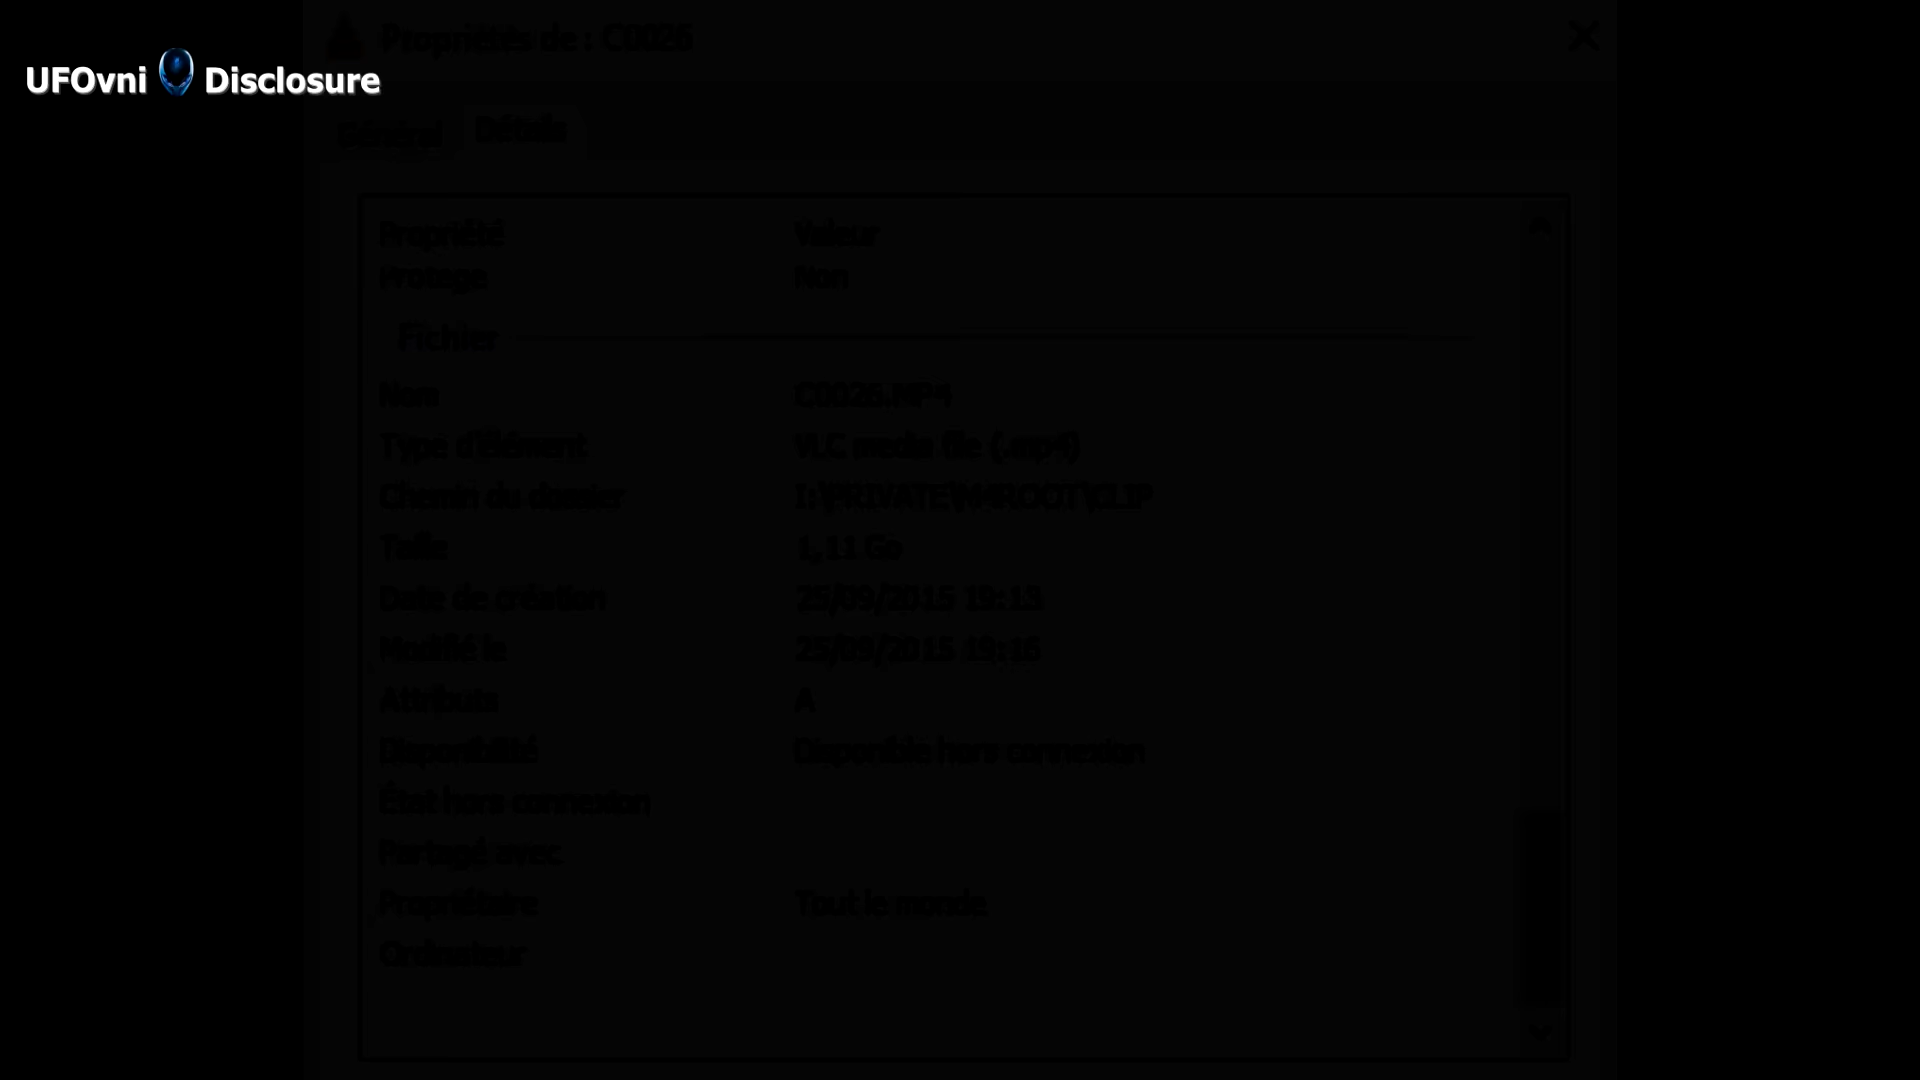 Propriétés de : C0026
UFOvni Disclosure
Général Détails
Propriété Valeur
Protégé Non
Fichier
Nom C0026.MP4
Type d'élément VLC media file (.mp4)
Chemin du dossier I:\PRIVATE\M4ROOT\CLIP
Taille 1,11 Go
Date de création 25/09/2015 19:13
Modifié le 25/09/2015 19:15
Attributs A
Disponibilité Disponible hors connexion
État hors connexion
Partagé avec
Propriétaire Tout le monde
Ordinateur